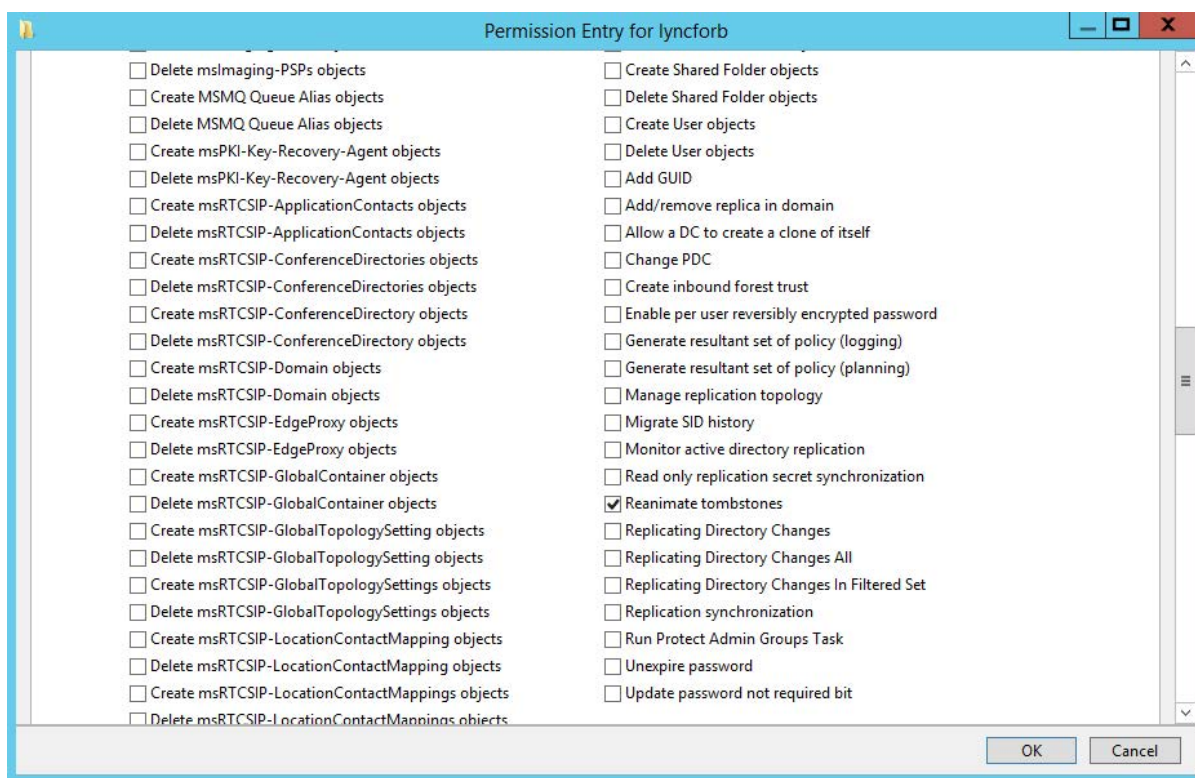 Permission Entry for lyncforb
Delete msImaging-PSPs objects
Create MSMQ Queue Alias objects
Delete MSMQ Queue Alias objects
Create msPKI-Key-Recovery-Agent objects
Delete msPKI-Key-Recovery-Agent objects
Create msRTCSIP-ApplicationContacts objects
Delete msRTCSIP-ApplicationContacts objects
Create msRTCSIP-ConferenceDirectories objects
Delete msRTCSIP-ConferenceDirectories objects
Create msRTCSIP-ConferenceDirectory objects
Delete msRTCSIP-ConferenceDirectory objects
Create msRTCSIP-Domain objects
Delete msRTCSIP-Domain objects
Create msRTCSIP-EdgeProxy objects
Delete msRTCSIP-EdgeProxy objects
Create msRTCSIP-GlobalContainer objects
Delete msRTCSIP-GlobalContainer objects
Create msRTCSIP-GlobalTopologySetting objects
Delete msRTCSIP-GlobalTopologySetting objects
Create msRTCSIP-GlobalTopologySettings objects
Delete msRTCSIP-GlobalTopologySettings objects
Create msRTCSIP-LocationContactMapping objects
Delete msRTCSIP-LocationContactMapping objects
Create msRTCSIP-LocationContactMappings objects
Delete msRTCSIP-LocationContactMappings objects
Create Shared Folder objects
Delete Shared Folder objects
Create User objects
Delete User objects
Add GUID
Add/remove replica in domain
Allow a DC to create a clone of itself
Change PDC
Create inbound forest trust
Enable per user reversibly encrypted password
Generate resultant set of policy (logging)
Generate resultant set of policy (planning)
Manage replication topology
Migrate SID history
Monitor active directory replication
Read only replication secret synchronization
Reanimate tombstones
Replicating Directory Changes
Replicating Directory Changes All
Replicating Directory Changes In Filtered Set
Replication synchronization
Run Protect Admin Groups Task
Unexpire password
Update password not required bit
OK
Cancel